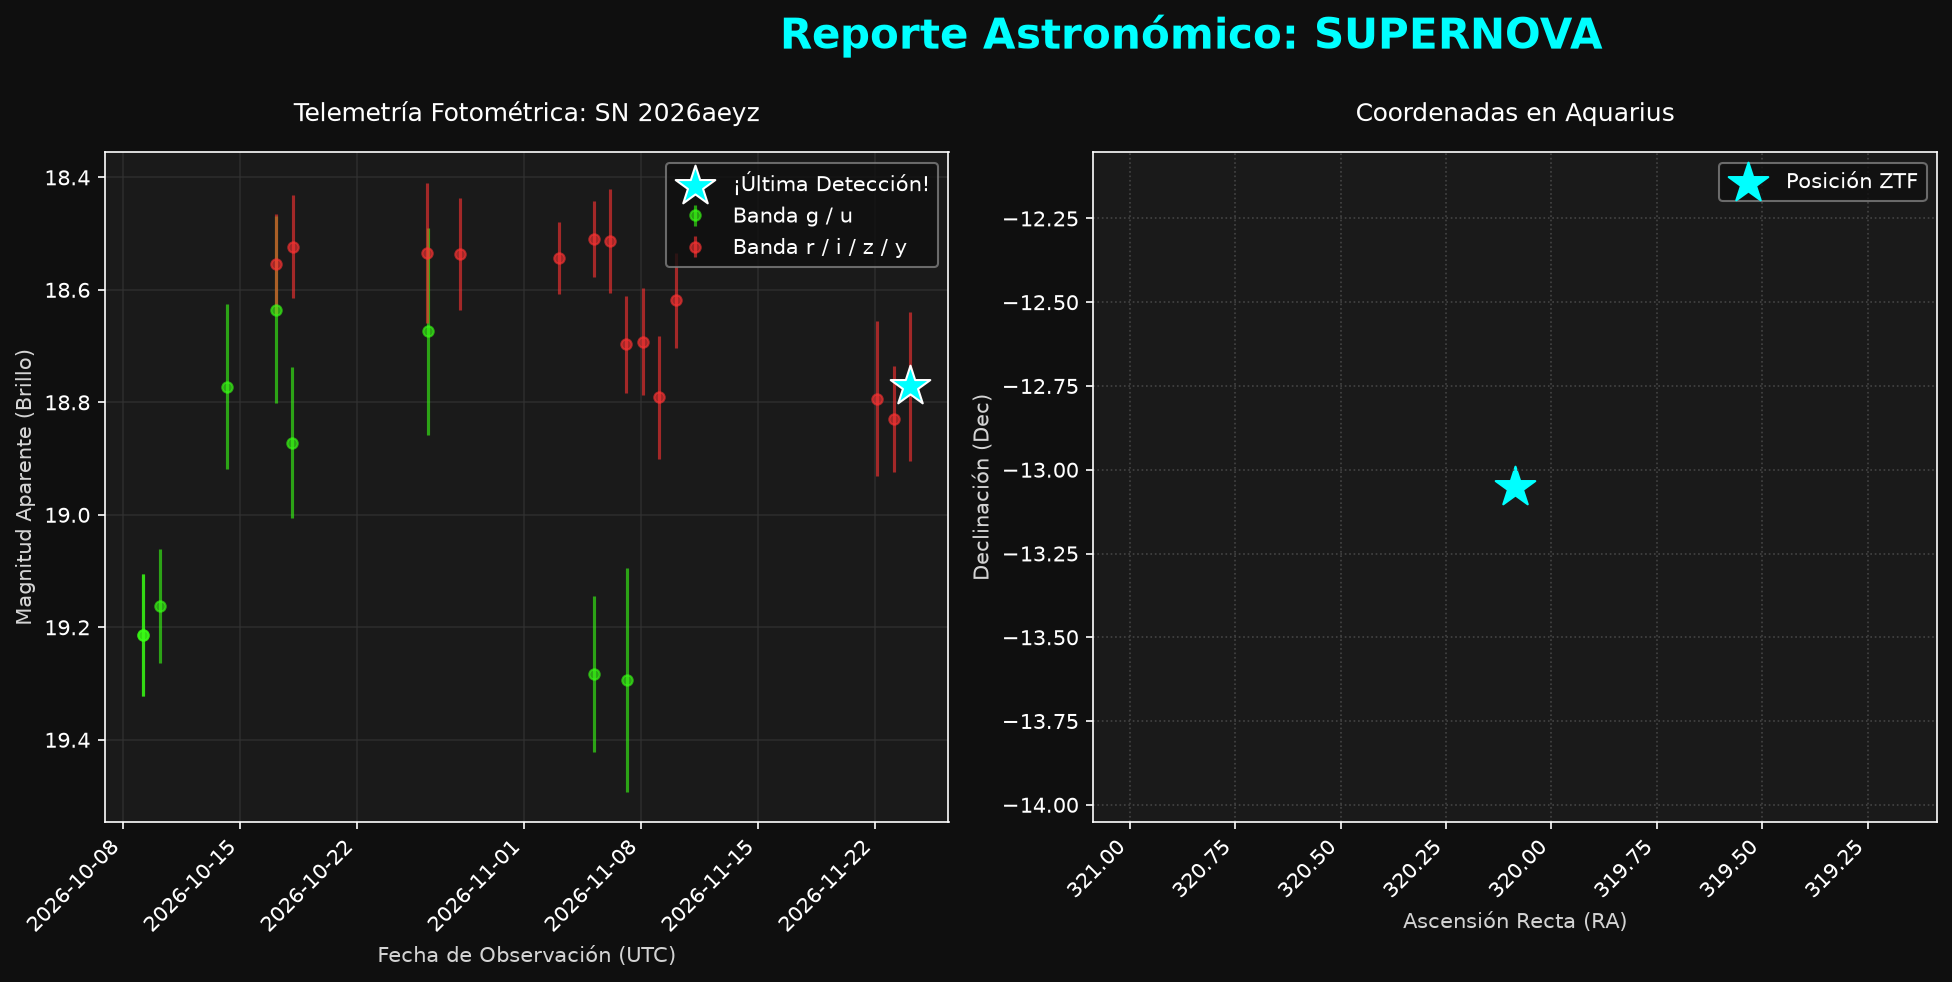 Reporte Astronómico: SUPERNOVA
Telemetría Fotométrica: SN 2026aeyz
¡Última Detección!
Banda g / u
Banda r / i / z / y
18.4
18.6
18.8
19.0
19.2
19.4
Magnitud Aparente (Brillo)
2026-10-08
2026-10-15
2026-10-22
2026-11-01
2026-11-08
2026-11-15
2026-11-22
Fecha de Observación (UTC)
Coordenadas en Aquarius
Posición ZTF
−12.25
−12.50
−12.75
−13.00
−13.25
−13.50
−13.75
−14.00
Declinación (Dec)
321.00
320.75
320.50
320.25
320.00
319.75
319.50
319.25
Ascensión Recta (RA)